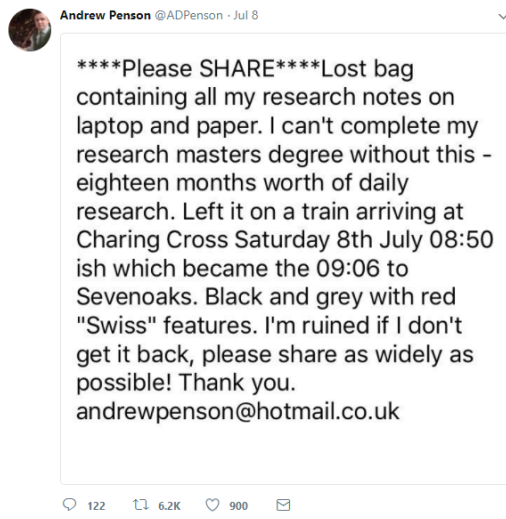 Andrew Penson @ADPenson · Jul 8
****Please SHARE****Lost bag
containing all my research notes on
laptop and paper. I can't complete my
research masters degree without this -
eighteen months worth of daily
research. Left it on a train arriving at
Charing Cross Saturday 8th July 08:50
ish which became the 09:06 to
Sevenoaks. Black and grey with red
"Swiss" features. I'm ruined if I don't
get it back, please share as widely as
possible! Thank you.
andrewpenson@hotmail.co.uk
122 6.2K 900